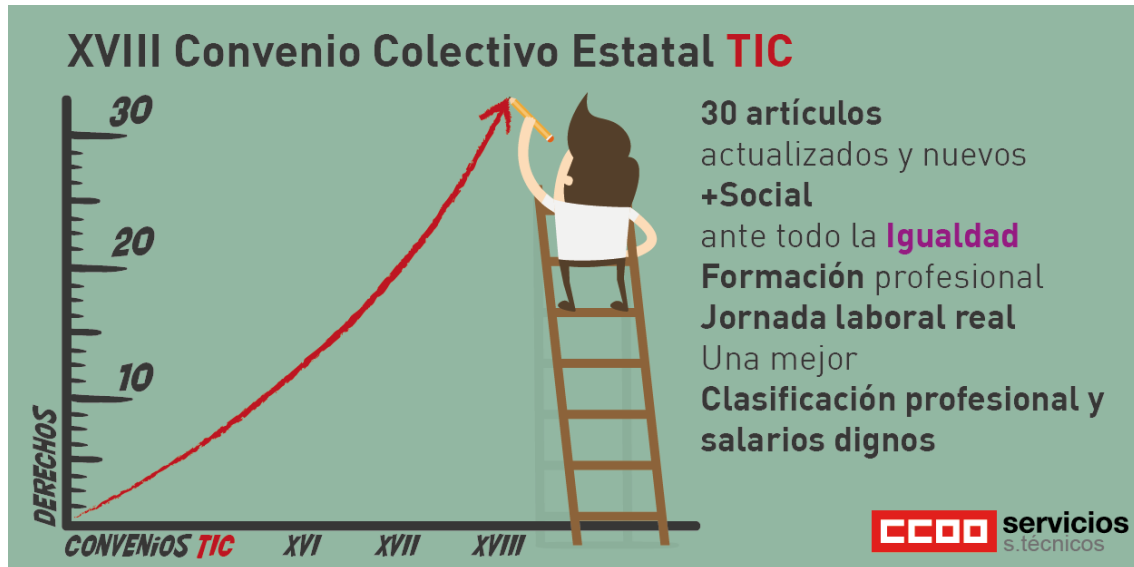 XVIII Convenio Colectivo Estatal TIC
30
20
10
DERECHOS
CONVENiOS TIC XVI XVII XVIII
30 artículos
actualizados y nuevos
+Social
ante todo la Igualdad
Formación profesional
Jornada laboral real
Una mejor
Clasificación profesional y
salarios dignos
CCOO servicios
s.técnicos